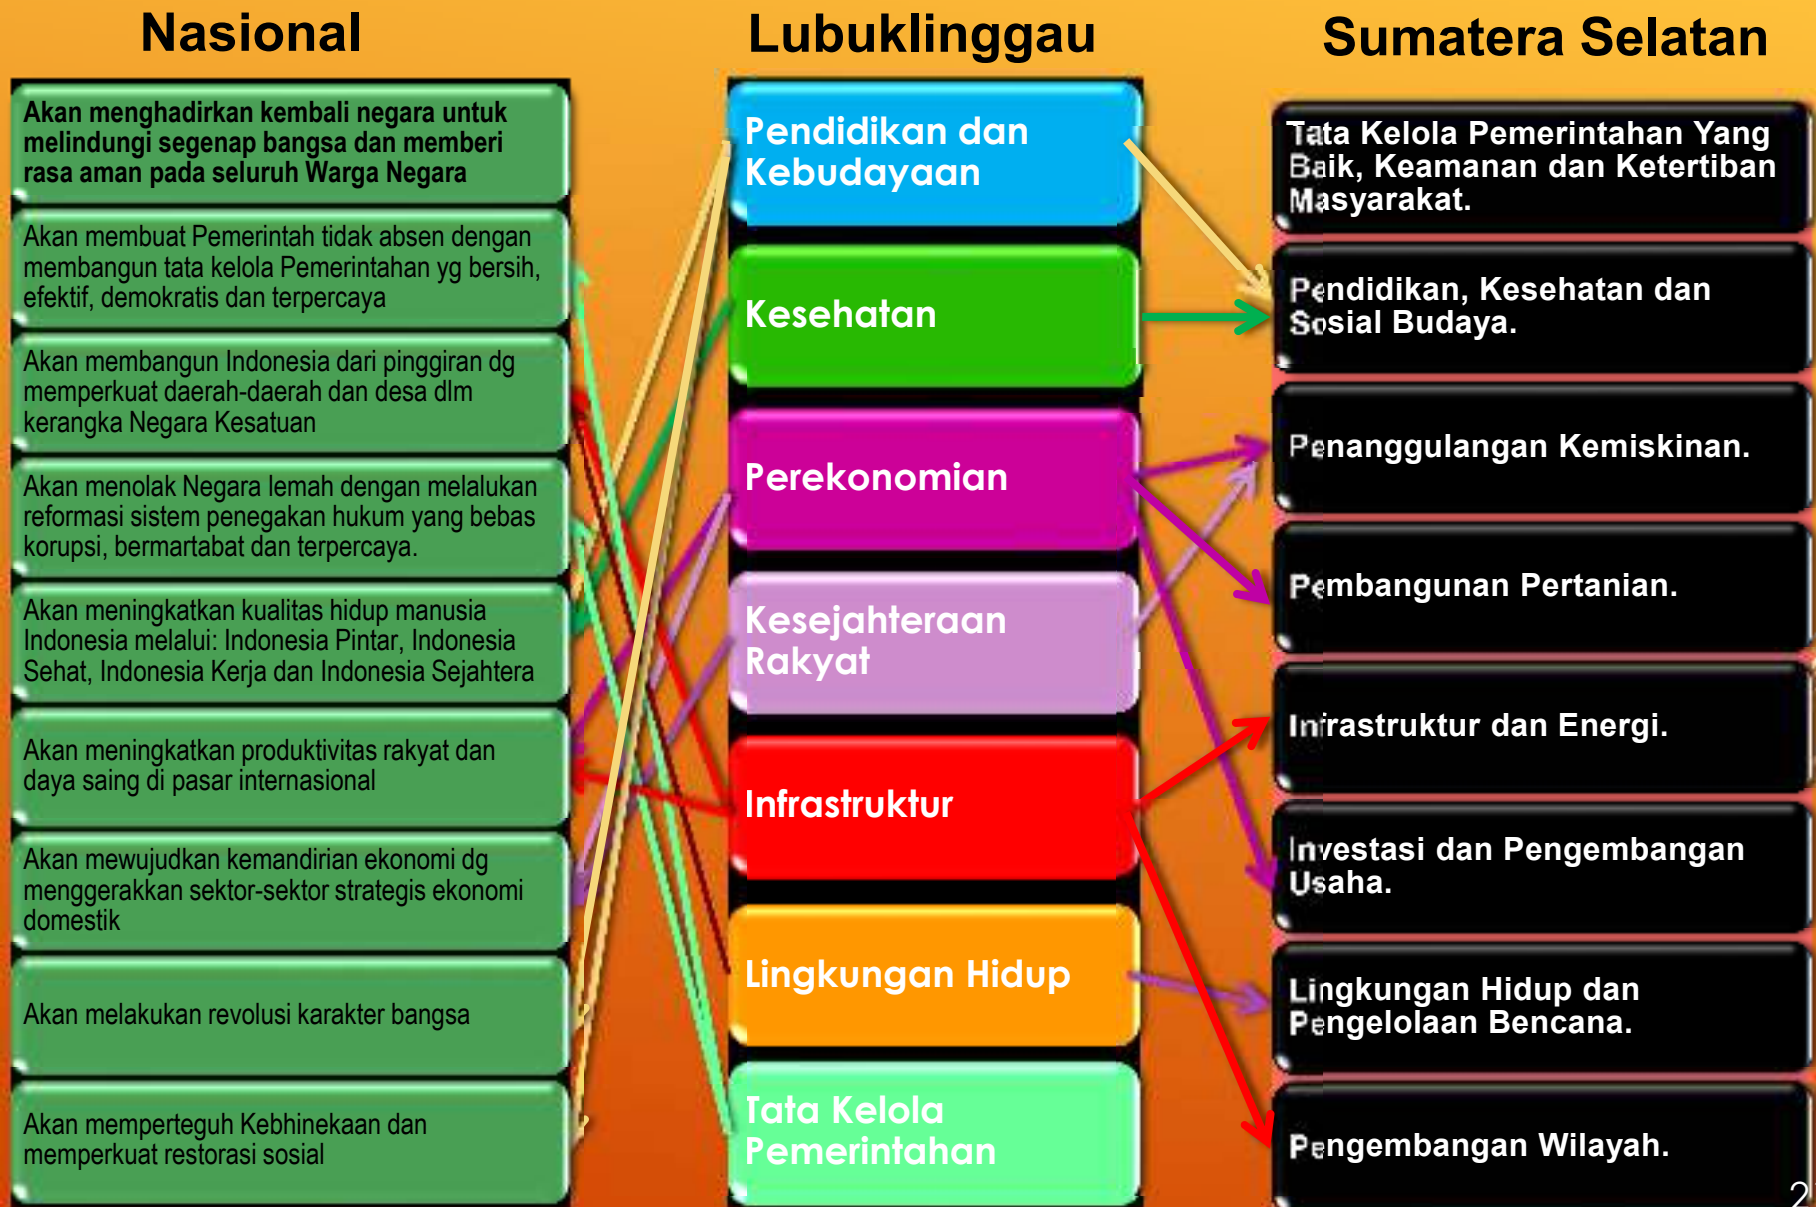 Nasional
Akan menghadirkan kembali negara untuk
melindungi segenap bangsa dan memberi
rasa aman pada seluruh Warga Negara
Akan membuat Pemerintah tidak absen dengan
membangun tata kelola Pemerintahan yg bersih,
efektif, demokratis dan terpercaya
Akan membangun Indonesia dari pinggiran dg
memperkuat daerah-daerah dan desa dlm
kerangka Negara Kesatuan
Akan menolak Negara lemah dengan melalukan
reformasi sistem penegakan hukum yang bebas
korupsi, bermartabat dan terpercaya.
Akan meningkatkan kualitas hidup manusia
Indonesia melalui: Indonesia Pintar, Indonesia
Sehat, Indonesia Kerja dan Indonesia Sejahtera
Akan meningkatkan produktivitas rakyat dan
daya saing di pasar internasional
Akan mewujudkan kemandirian ekonomi dg
menggerakkan sektor-sektor strategis ekonomi
domestik
Akan melakukan revolusi karakter bangsa
Akan memperteguh Kebhinekaan dan
memperkuat restorasi sosial
Lubuklinggau
Pendidikan dan
Kebudayaan
Kesehatan
Perekonomian
Kesejahteraan
Rakyat
Infrastruktur
Lingkungan Hidup
Tata Kelola
Pemerintahan
Sumatera Selatan
Tata Kelola Pemerintahan Yang
Baik, Keamanan dan Ketertiban
Masyarakat.
Pendidikan, Kesehatan dan
Sosial Budaya.
Penanggulangan Kemiskinan.
Pembangunan Pertanian.
Infrastruktur dan Energi.
Investasi dan Pengembangan
Usaha.
Lingkungan Hidup dan
Pengelolaan Bencana.
Pengembangan Wilayah.